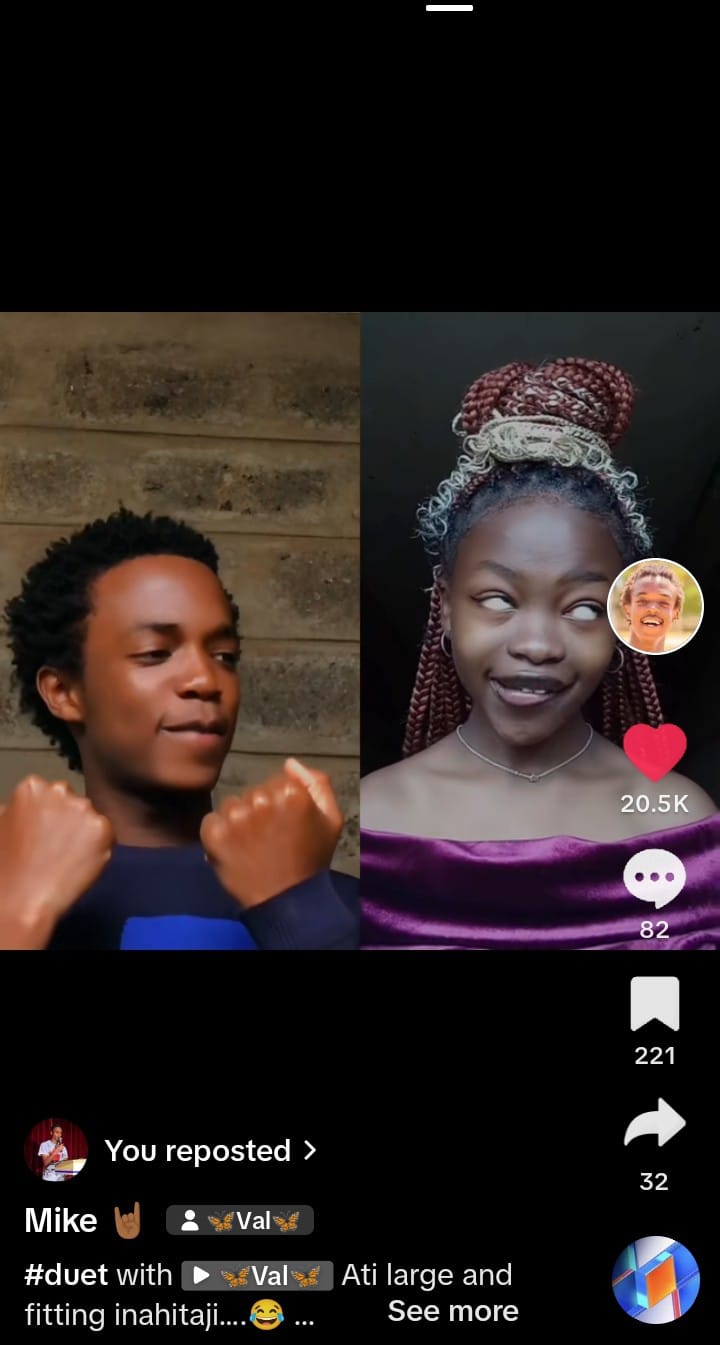 20.5K
82
221
32
You reposted >
Mike 🤘🏾 🦋Val🦋
#duet with 🦋Val🦋 Ati large and
fitting inahitaji....😂 ... See more